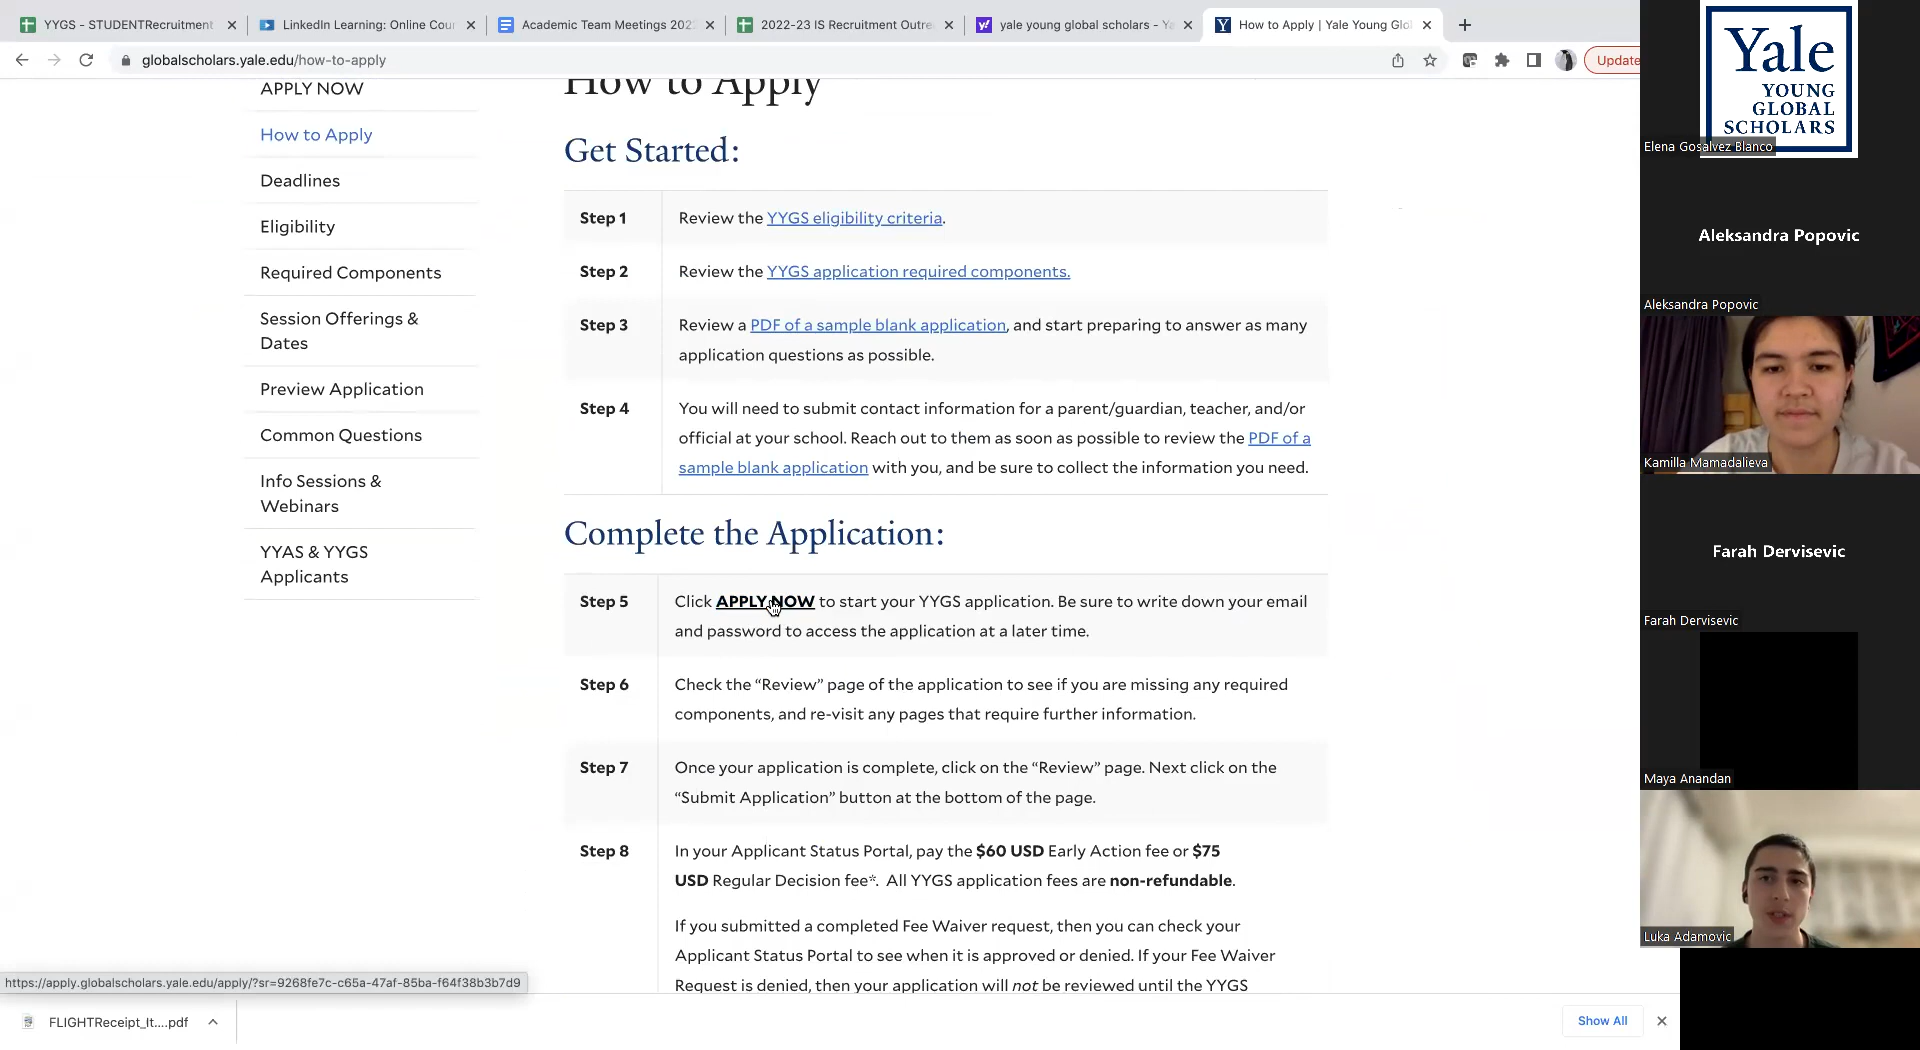 YYGS - STUDENTRecruitment
LinkedIn Learning: Online Cour
Academic Team Meetings 202
2022-23 IS Recruitment Outre
yale young global scholars - Ya
How to Apply | Yale Young Glo
globalscholars.yale.edu/how-to-apply
Update
APPLY NOW
How to Apply
Deadlines
Eligibility
Required Components
Session Offerings &
Dates
Preview Application
Common Questions
Info Sessions &
Webinars
YYAS & YYGS
Applicants
How to Apply
Get Started:
Step 1
Review the YYGS eligibility criteria.
Step 2
Review the YYGS application required components.
Step 3
Review a PDF of a sample blank application, and start preparing to answer as many
application questions as possible.
Step 4
You will need to submit contact information for a parent/guardian, teacher, and/or
official at your school. Reach out to them as soon as possible to review the PDF of a
sample blank application with you, and be sure to collect the information you need.
Complete the Application:
Step 5
Click APPLY NOW to start your YYGS application. Be sure to write down your email
and password to access the application at a later time.
Step 6
Check the “Review” page of the application to see if you are missing any required
components, and re-visit any pages that require further information.
Step 7
Once your application is complete, click on the “Review” page. Next click on the
“Submit Application” button at the bottom of the page.
Step 8
In your Applicant Status Portal, pay the $60 USD Early Action fee or $75
USD Regular Decision fee*. All YYGS application fees are non-refundable.
If you submitted a completed Fee Waiver request, then you can check your
Applicant Status Portal to see when it is approved or denied. If your Fee Waiver
Request is denied, then your application will not be reviewed until the YYGS
https://apply.globalscholars.yale.edu/apply/?sr=9268fe7c-c65a-47af-85ba-f64f38b3b7d9
FLIGHTReceipt_It....pdf
Show All
Yale
YOUNG
GLOBAL
SCHOLARS
Elena Gosalvez Blanco
Aleksandra Popovic
Aleksandra Popovic
Kamilla Mamadalieva
Farah Dervisevic
Farah Dervisevic
Maya Anandan
Luka Adamovic